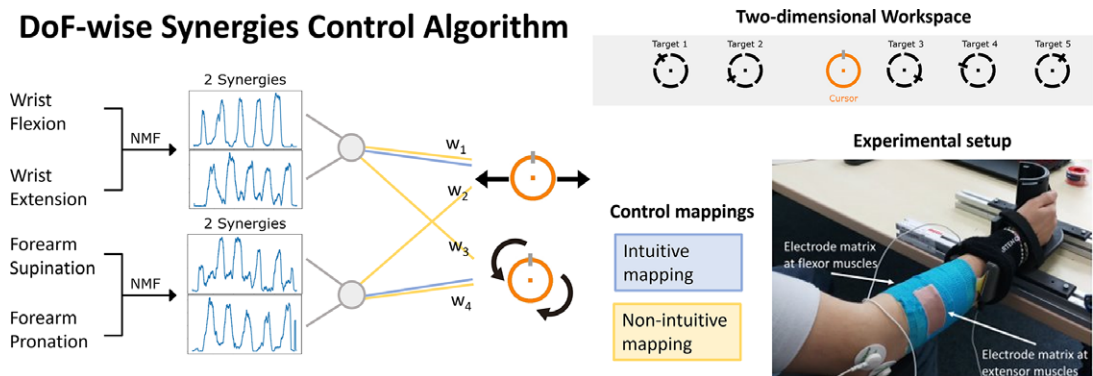 DoF-wise Synergies Control Algorithm
2 Synergies
Wrist
Flexion
NMF
Wrist
Extension
2 Synergies
Forearm
Supination
NMF
Forearm
Pronation
w1
w2
w3
w4
Two-dimensional Workspace
Target 1
Target 2
Cursor
Target 3
Target 4
Target 5
Control mappings
Intuitive
mapping
Non-intuitive
mapping
Experimental setup
Electrode matrix
at flexor muscles
Electrode matrix at
extensor muscles